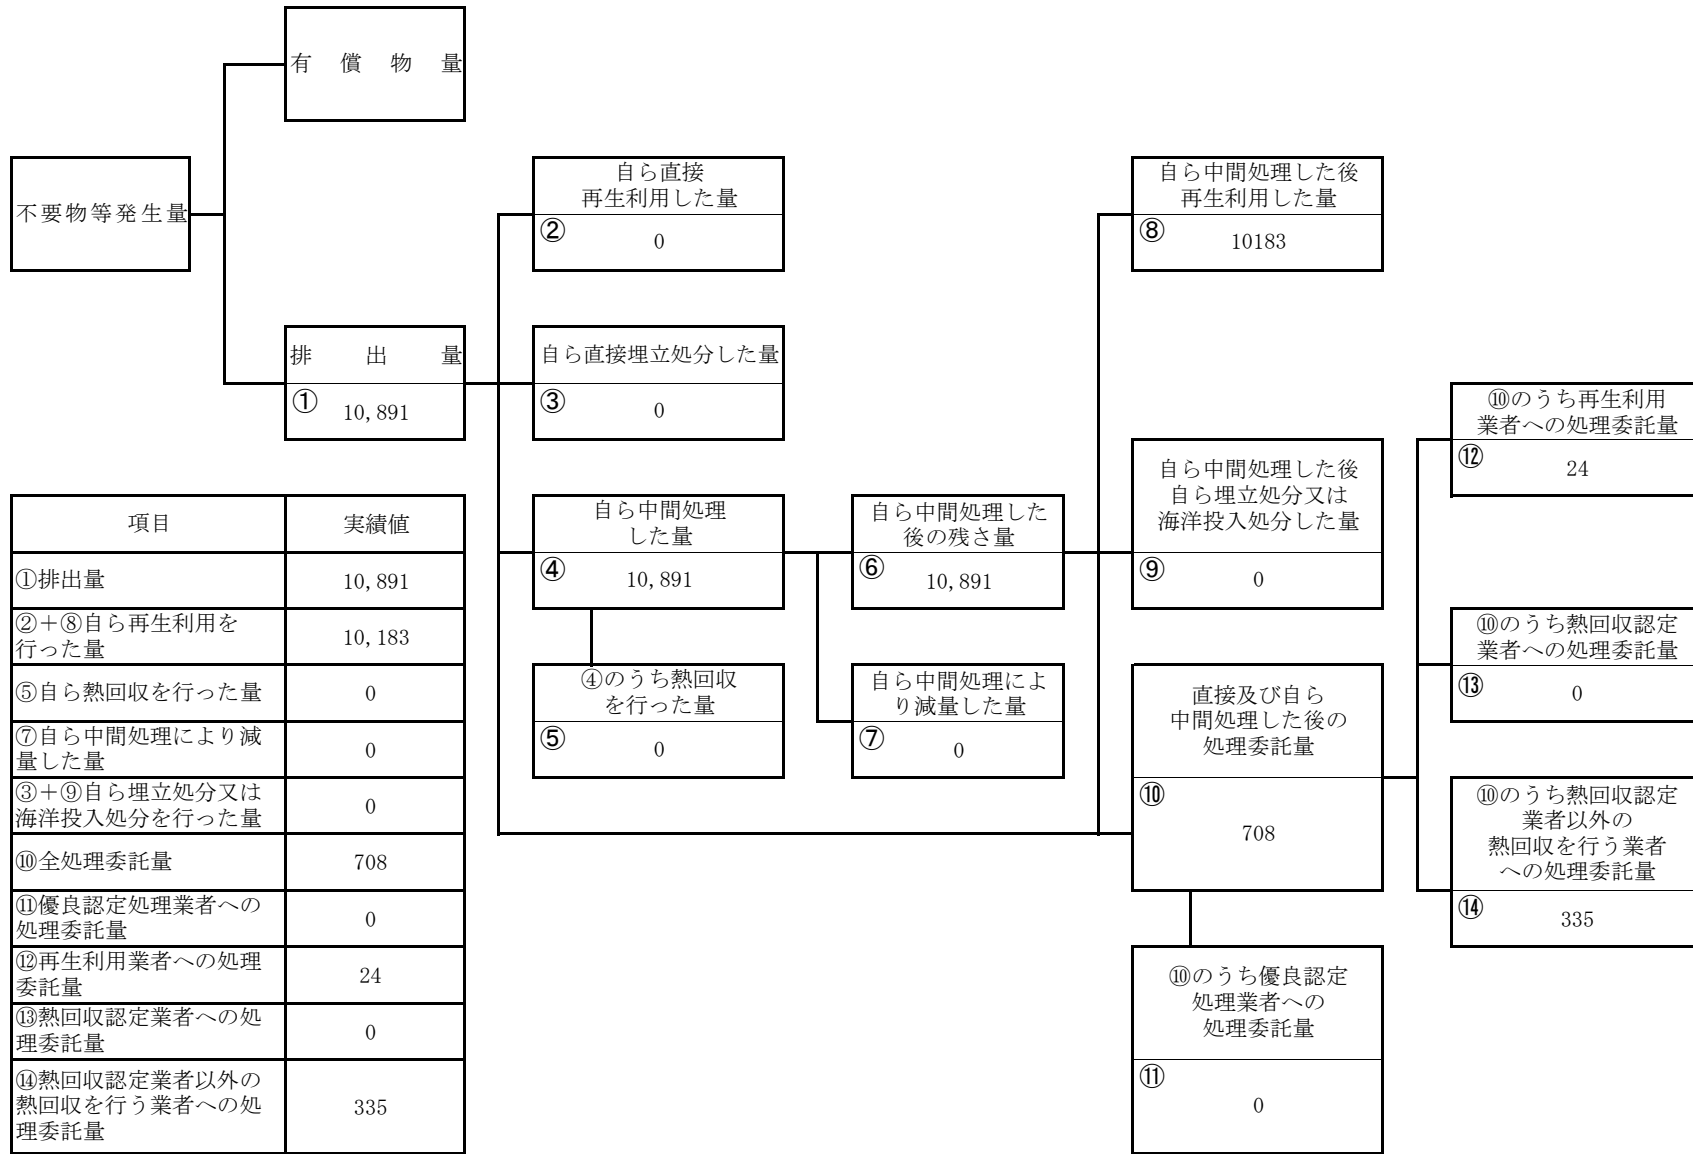 有償物量
不要物等発生量
自ら直接
再生利用した量
②
0
自ら中間処理した後
再生利用した量
⑧
10183
排出量
①
10,891
自ら直接埋立処分した量
③
0
⑩のうち再生利用
業者への処理委託量
⑫
24
自ら中間処理
した量
④
10,891
自ら中間処理した
後の残さ量
⑥
10,891
自ら中間処理した後
自ら埋立処分又は
海洋投入処分した量
⑨
0
⑩のうち熱回収認定
業者への処理委託量
⑬
0
④のうち熱回収
を行った量
⑤
0
自ら中間処理によ
り減量した量
⑦
0
直接及び自ら
中間処理した後の
処理委託量
⑩
708
⑩のうち熱回収認定
業者以外の
熱回収を行う業者
への処理委託量
⑭
335
⑩のうち優良認定
処理業者への
処理委託量
⑪
0
項目 実績値
①排出量 10,891
②＋⑧自ら再生利用を
行った量 10,183
⑤自ら熱回収を行った量 0
⑦自ら中間処理により減
量した量 0
③＋⑨自ら埋立処分又は
海洋投入処分を行った量 0
⑩全処理委託量 708
⑪優良認定処理業者への
処理委託量 0
⑫再生利用業者への処理
委託量 24
⑬熱回収認定業者への処
理委託量 0
⑭熱回収認定業者以外の
熱回収を行う業者への処
理委託量 335